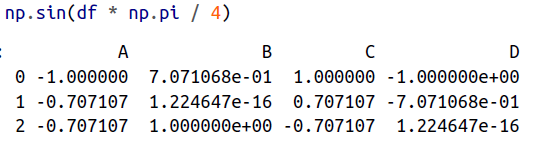 np.sin(df * np.pi / 4)
: A B C D
0 -1.000000 7.071068e-01 1.000000 -1.000000e+00
1 -0.707107 1.224647e-16 0.707107 -7.071068e-01
2 -0.707107 1.000000e+00 -0.707107 1.224647e-16